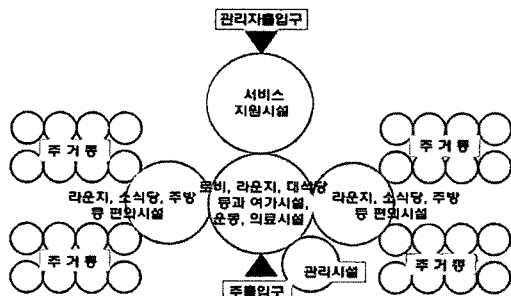 관리자출입구
서비스
지원시설
주 거 동
주 거 동
라운지, 소식당, 주방
등 편의시설
로비, 라운지, 대식당
등과 여가시설,
운동, 의료시설
라운지, 소식당, 주방
등 편의시설
주 거 동
주출입구
관리시설
주 거 동